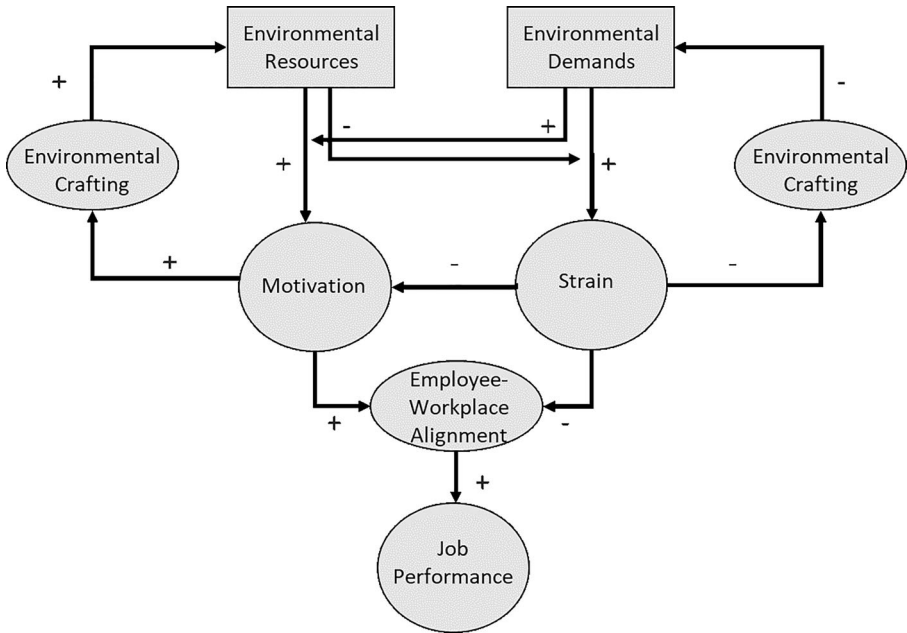 Environmental
Resources
Environmental
Demands
+
-
-
+
Environmental
Crafting
+
+
Environmental
Crafting
+
-
-
Motivation
Strain
+
-
Employee-
Workplace
Alignment
+
Job
Performance